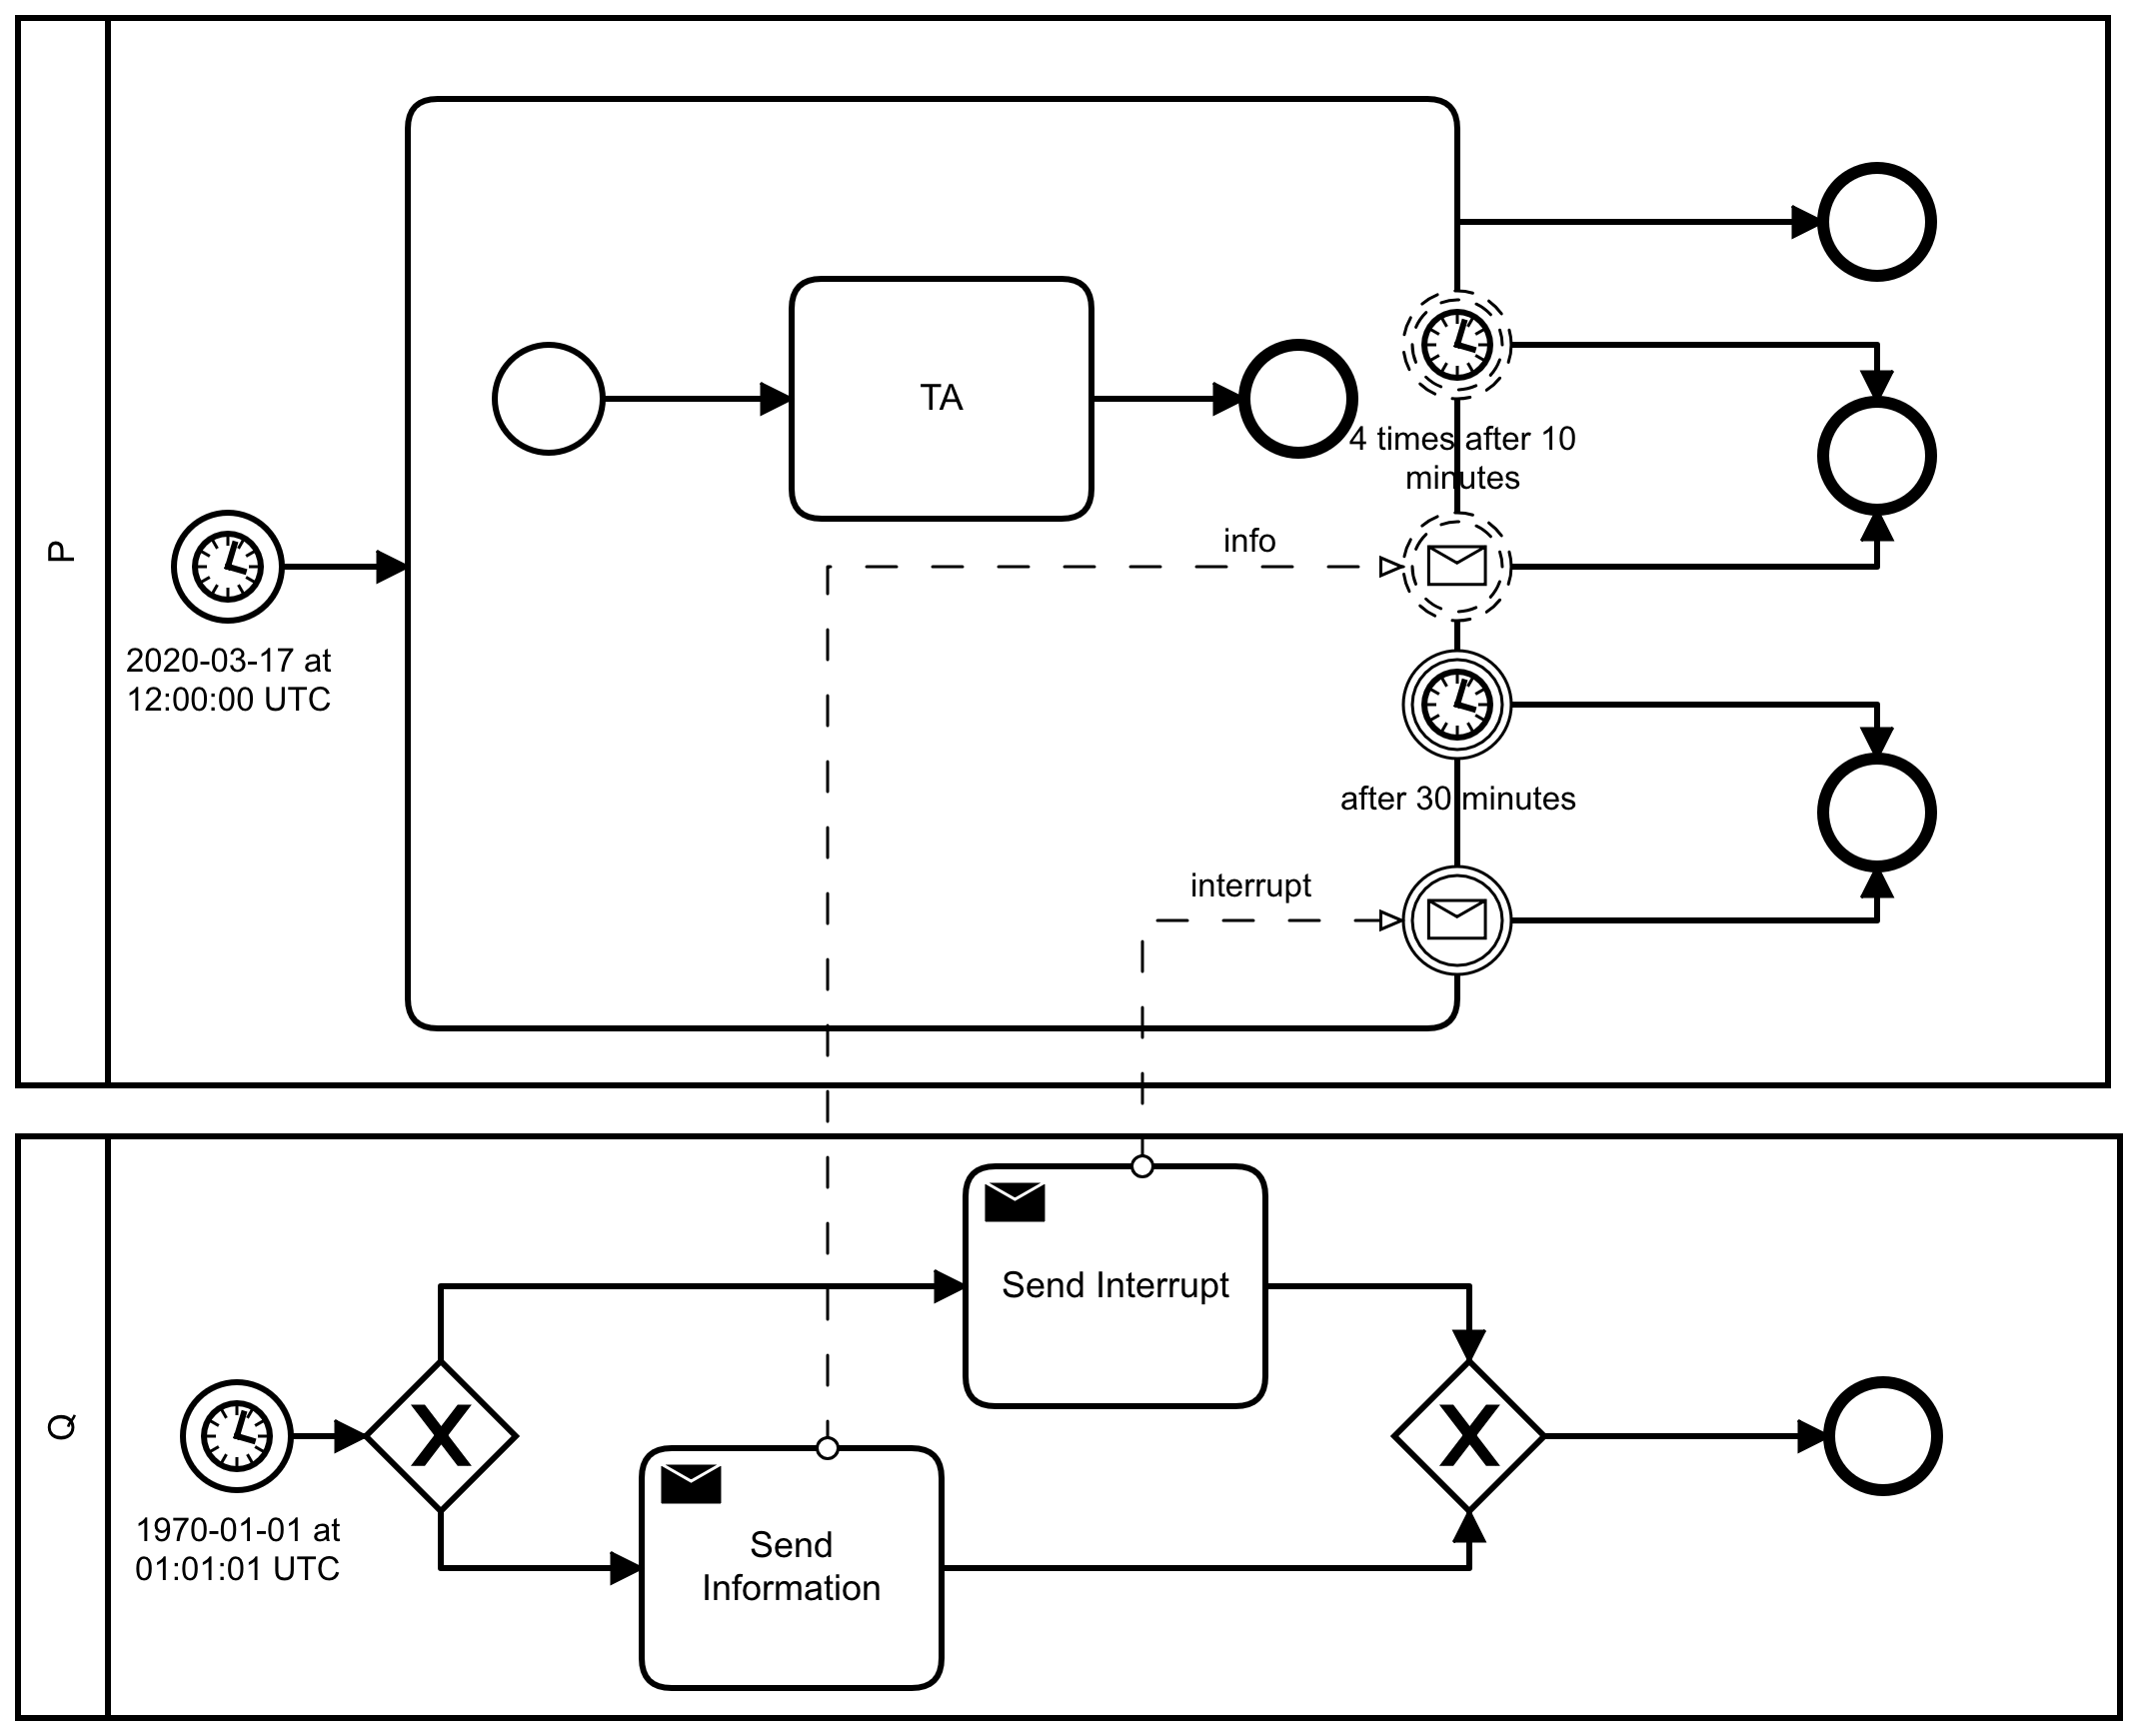 P
TA
4 times after 10
minutes
info
2020-03-17 at
12:00:00 UTC
after 30 minutes
interrupt
Q
Send Interrupt
1970-01-01 at
01:01:01 UTC
Send
Information